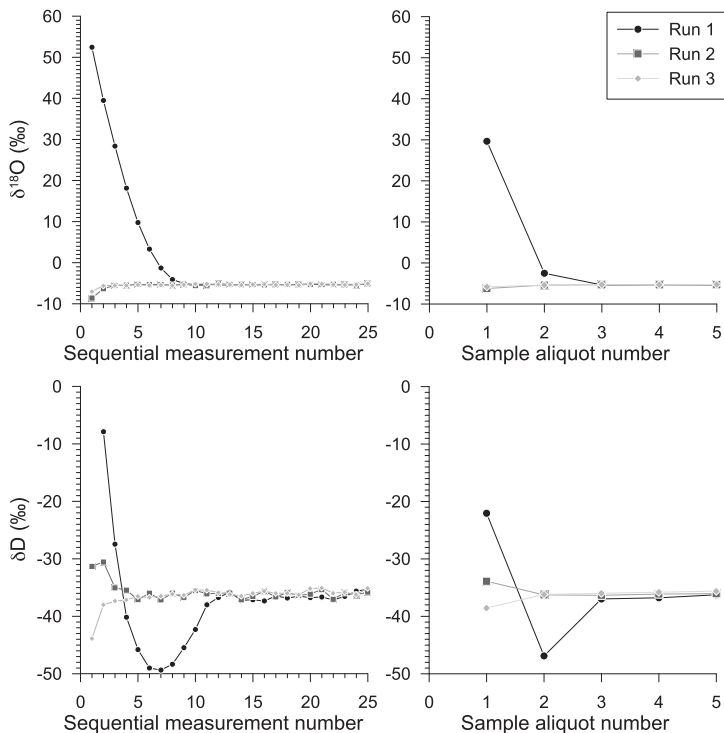 60
50
40
30
20
10
0
-10
δ¹⁸O (‰)
0 5 10 15 20 25
Sequential measurement number
60
50
40
30
20
10
0
-10
0 1 2 3 4 5
Sample aliquot number
Run 1
Run 2
Run 3
0
-10
-20
-30
-40
-50
δD (‰)
0 5 10 15 20 25
Sequential measurement number
0
-10
-20
-30
-40
-50
0 1 2 3 4 5
Sample aliquot number